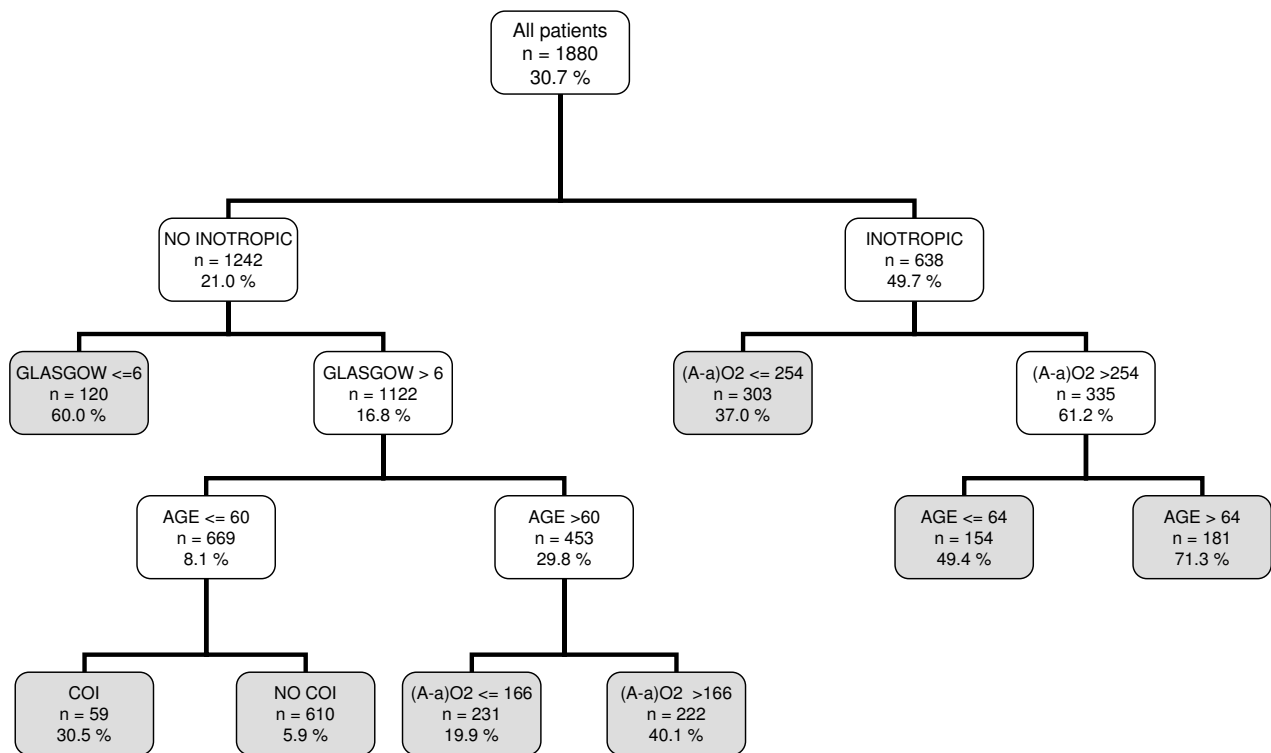 All patients
n = 1880
30.7 %
NO INOTROPIC
n = 1242
21.0 %
INOTROPIC
n = 638
49.7 %
GLASGOW <=6
n = 120
60.0 %
GLASGOW > 6
n = 1122
16.8 %
(A-a)O2 <= 254
n = 303
37.0 %
(A-a)O2 >254
n = 335
61.2 %
AGE <= 60
n = 669
8.1 %
AGE >60
n = 453
29.8 %
AGE <= 64
n = 154
49.4 %
AGE > 64
n = 181
71.3 %
COI
n = 59
30.5 %
NO COI
n = 610
5.9 %
(A-a)O2 <= 166
n = 231
19.9 %
(A-a)O2 >166
n = 222
40.1 %